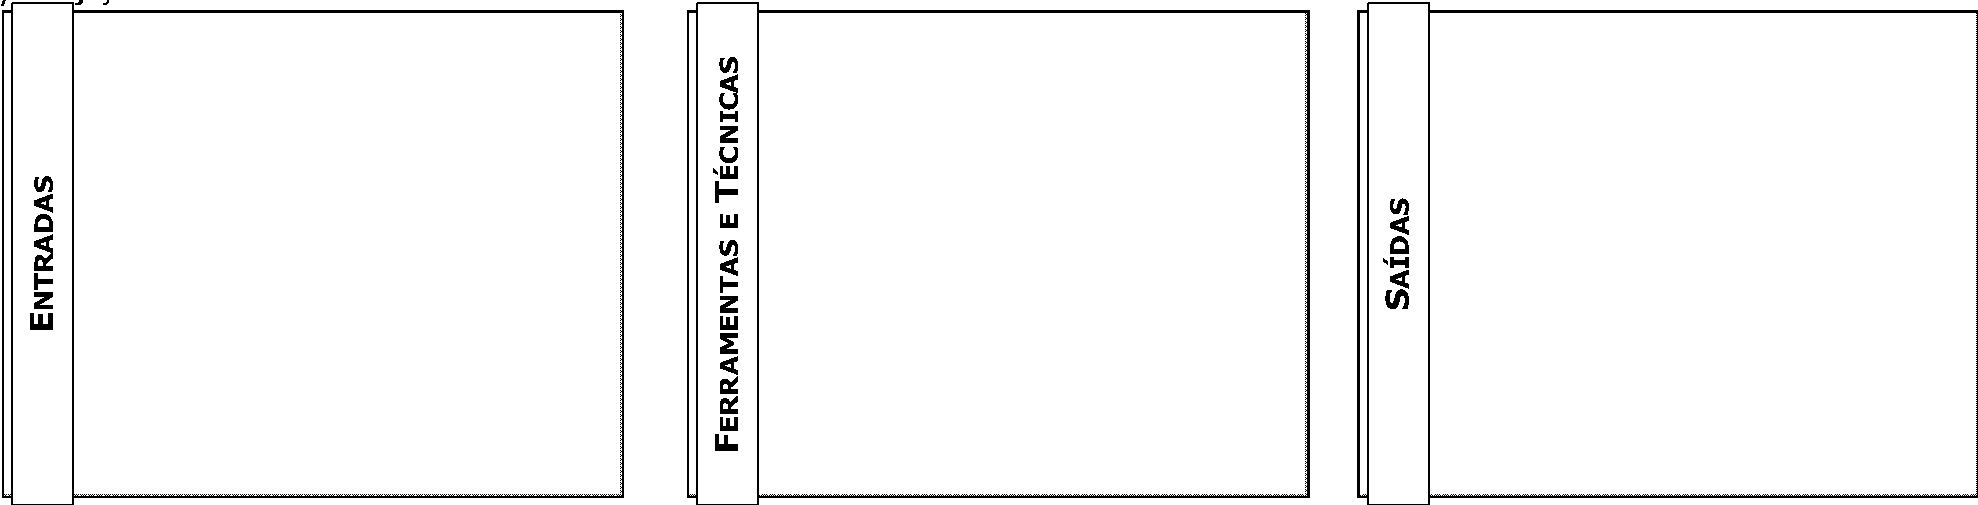 ENTRADAS
FERRAMENTAS E TÉCNICAS
SAÍDAS